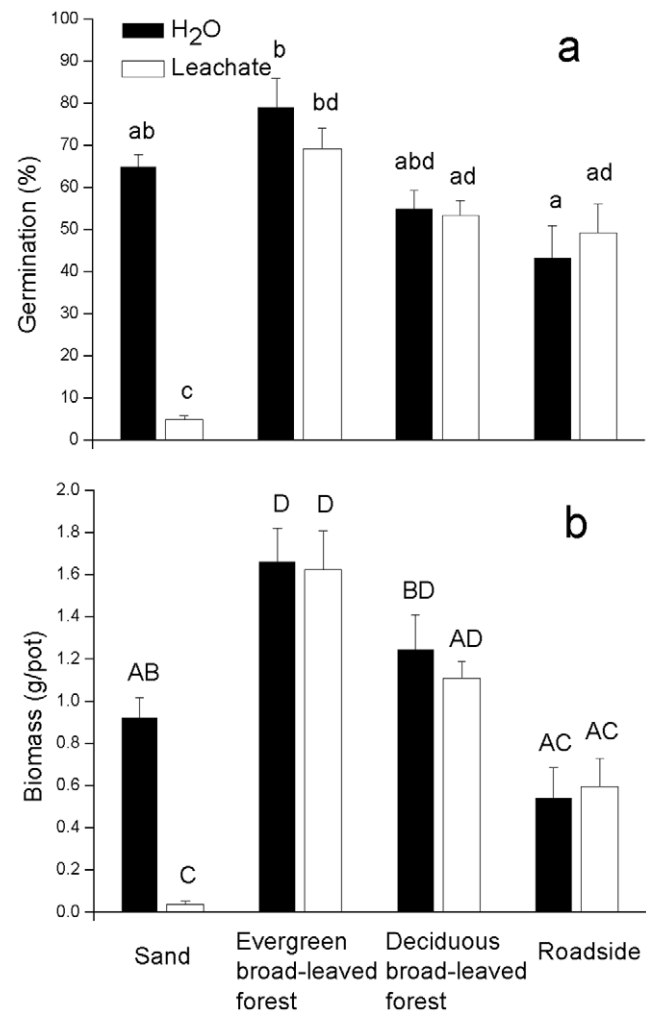 H₂O
Leachate
a
Germination (%)
100
90
80
70
60
50
40
30
20
10
0
ab
c
b
bd
abd
ad
a
ad
b
Biomass (g/pot)
2.0
1.8
1.6
1.4
1.2
1.0
0.8
0.6
0.4
0.2
0.0
AB
C
D
D
BD
AD
AC
AC
Sand
Evergreen
broad-leaved
forest
Deciduous
broad-leaved
forest
Roadside